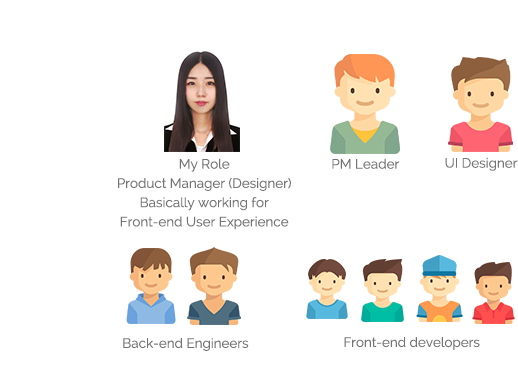 My Role
Product Manager (Designer)
Basically working for
Front-end User Experience
PM Leader
UI Designer
Back-end Engineers
Front-end developers